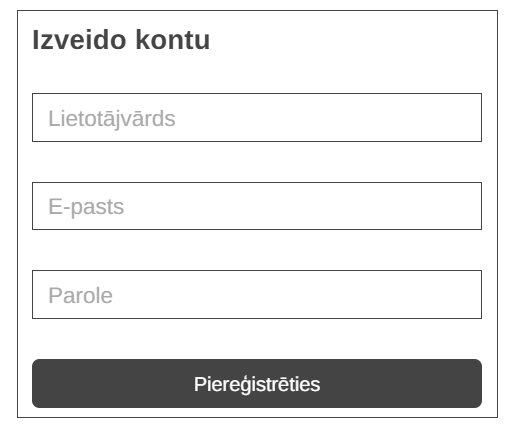 Izveido kontu
Lietotājvārds
E-pasts
Parole
Piereģistrēties